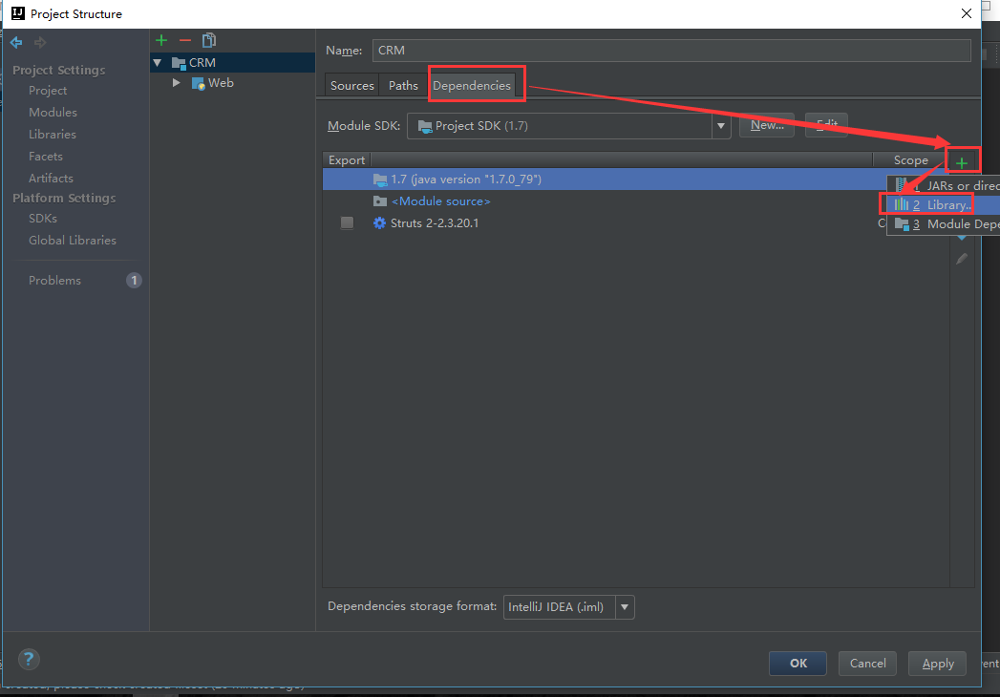 Project Structure
Project Settings
Project
Modules
Libraries
Facets
Artifacts
Platform Settings
SDKs
Global Libraries
Problems
1
CRM
Web
Name:
CRM
Sources
Paths
Dependencies
Module SDK:
Project SDK (1.7)
New...
Edit
Export
Scope
1.7 (java version "1.7.0_79")
<Module source>
Struts 2-2.3.20.1
C
1 JARs or direc
2 Library..
3 Module Depe
Dependencies storage format:
IntelliJ IDEA (.iml)
?
OK
Cancel
Apply
vent